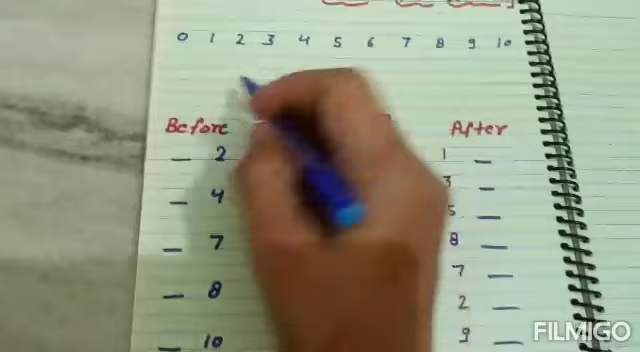 0 1 2 3 4 5 6 7 8 9 10
Before After
_ 2 1 _
_ 4 3 _
_ 7 5 _
8 _
_ 8 7 _
2 _
_ 10 9 _
FILMIGO